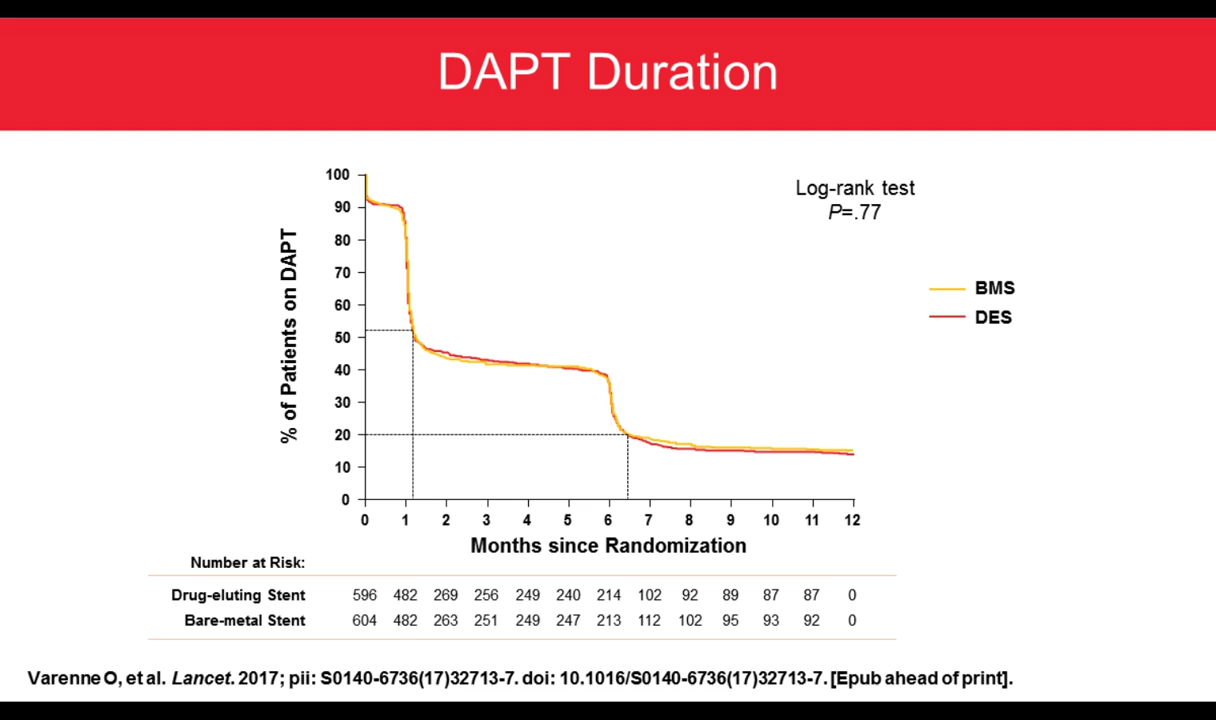 DAPT Duration
100
90
80
70
60
50
40
30
20
10
0
% of Patients on DAPT
Log-rank test
P=.77
BMS
DES
0 1 2 3 4 5 6 7 8 9 10 11 12
Months since Randomization
Number at Risk:
Drug-eluting Stent 596 482 269 256 249 240 214 102 92 89 87 87 0
Bare-metal Stent 604 482 263 251 249 247 213 112 102 95 93 92 0
Varenne O, et al. Lancet. 2017; pii: S0140-6736(17)32713-7. doi: 10.1016/S0140-6736(17)32713-7. [Epub ahead of print].